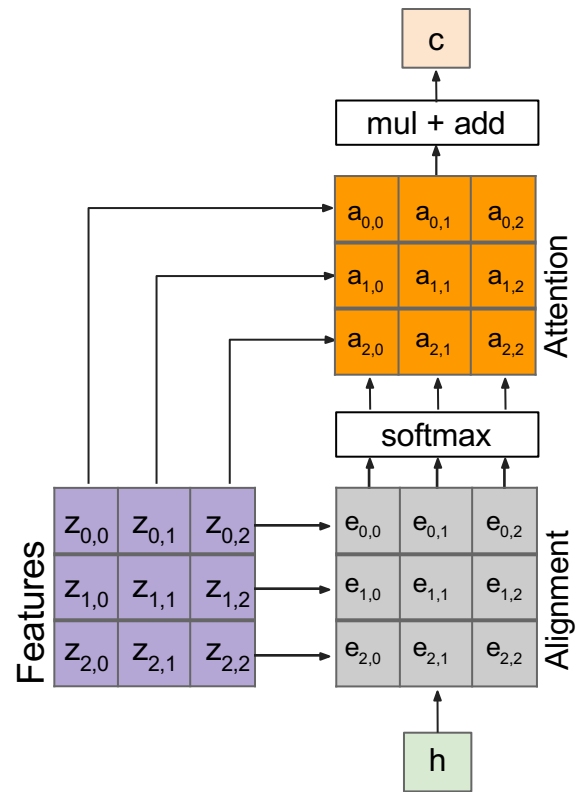 c
mul + add
a0,0 a0,1 a0,2
a1,0 a1,1 a1,2
a2,0 a2,1 a2,2
Attention
softmax
Features
z0,0 z0,1 z0,2
z1,0 z1,1 z1,2
z2,0 z2,1 z2,2
e0,0 e0,1 e0,2
e1,0 e1,1 e1,2
e2,0 e2,1 e2,2
Alignment
h